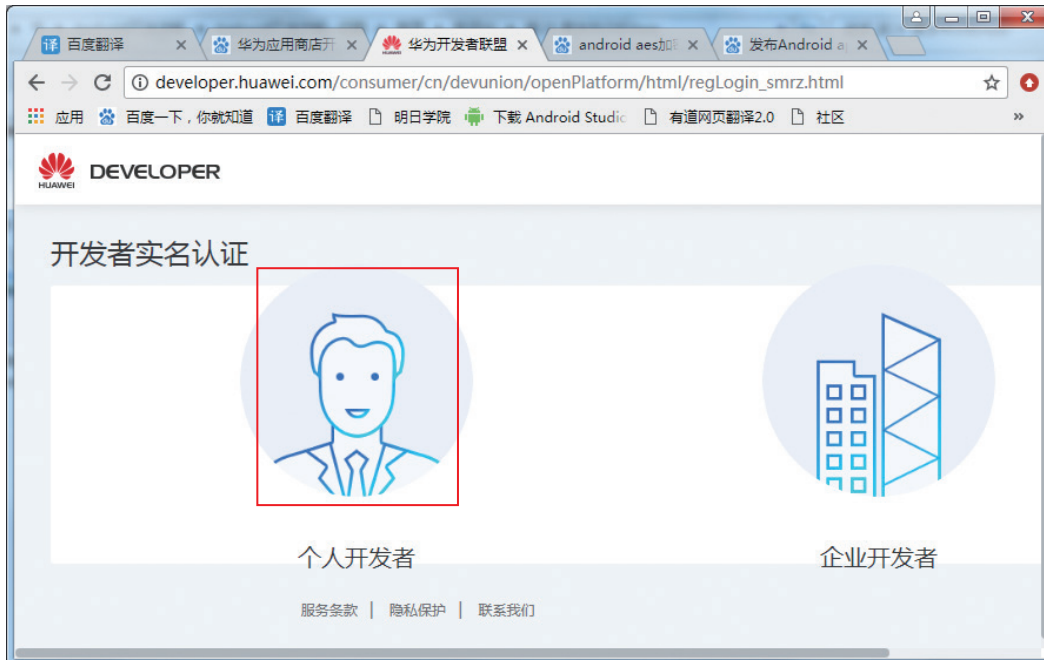 百度翻译 华为应用商店开 华为开发者联盟 android aes加 发布Android a
developer.huawei.com/consumer/cn/devunion/openPlatform/html/regLogin_smrz.html
应用 百度一下，你就知道 译 百度翻译 明日学院 下载 Android Studio 有道网页翻译2.0 社区 »
HUAWEI DEVELOPER
开发者实名认证
个人开发者 企业开发者
服务条款 | 隐私保护 | 联系我们